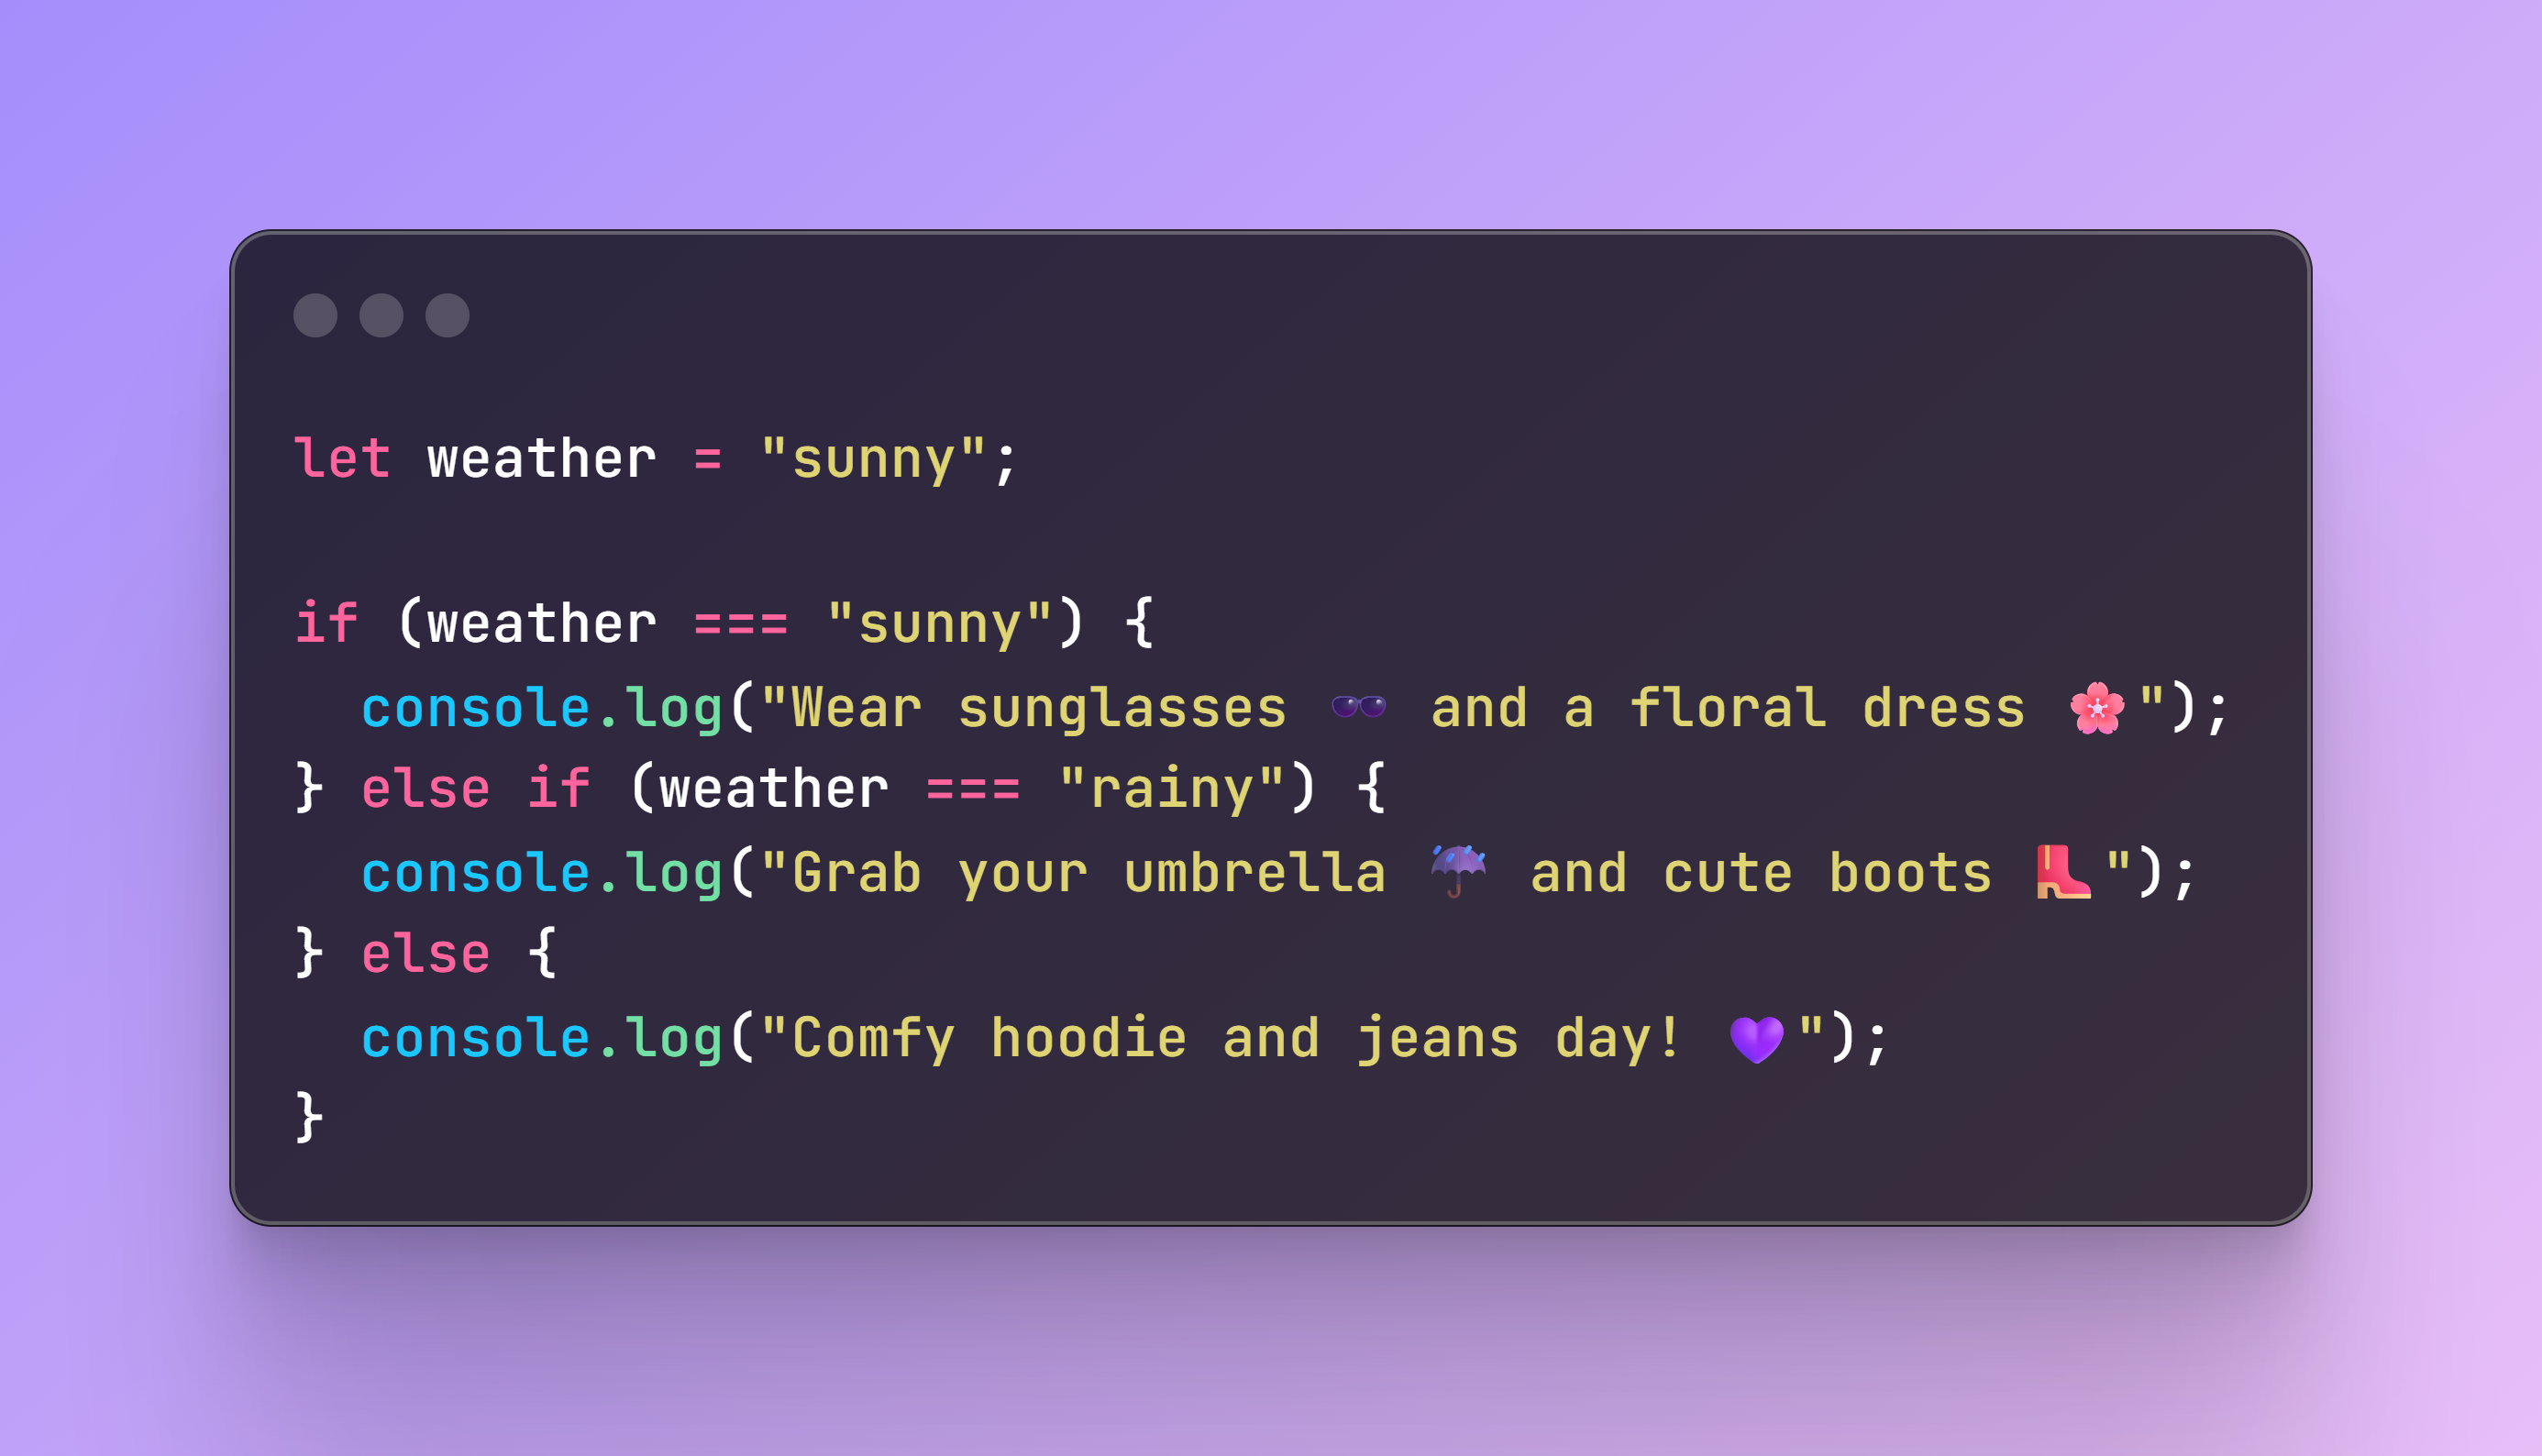 let weather = "sunny";
if (weather === "sunny") {
  console.log("Wear sunglasses 🕶️ and a floral dress 🌸");
} else if (weather === "rainy") {
  console.log("Grab your umbrella ☔ and cute boots 👢");
} else {
  console.log("Comfy hoodie and jeans day! 💜");
}